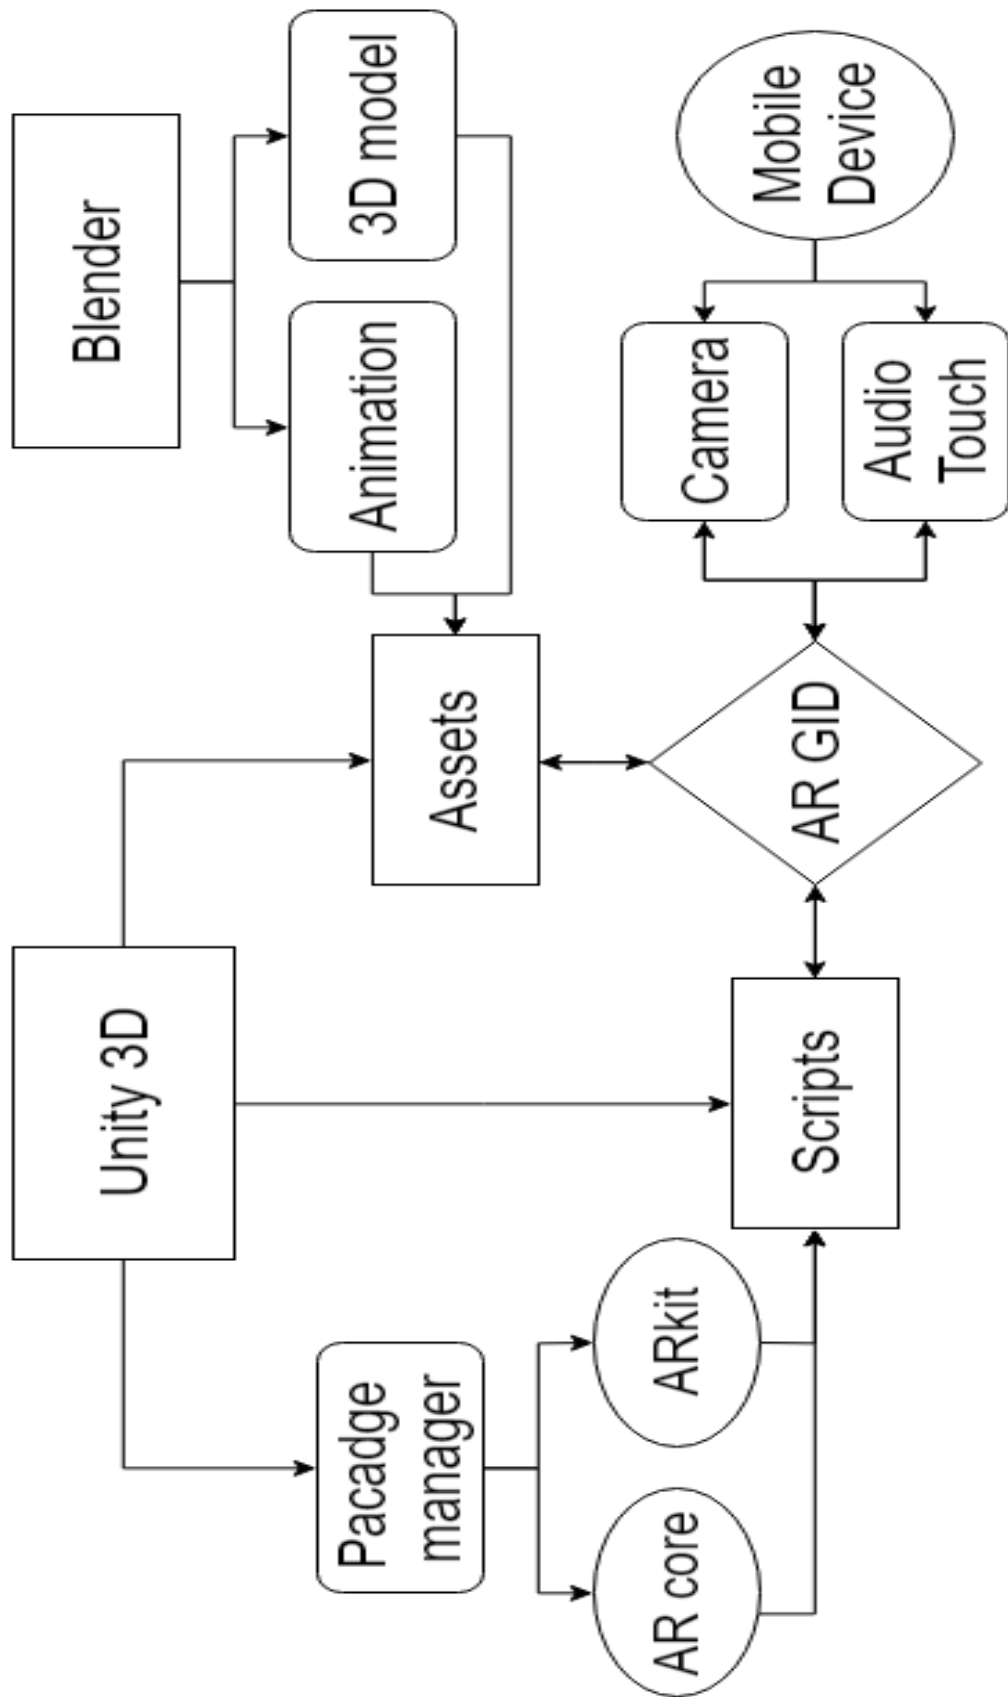 Unity 3D
Blender
Pacadge
manager
Animation
3D model
Assets
AR core
ARkit
Scripts
AR GID
Camera
Audio
Touch
Mobile
Device